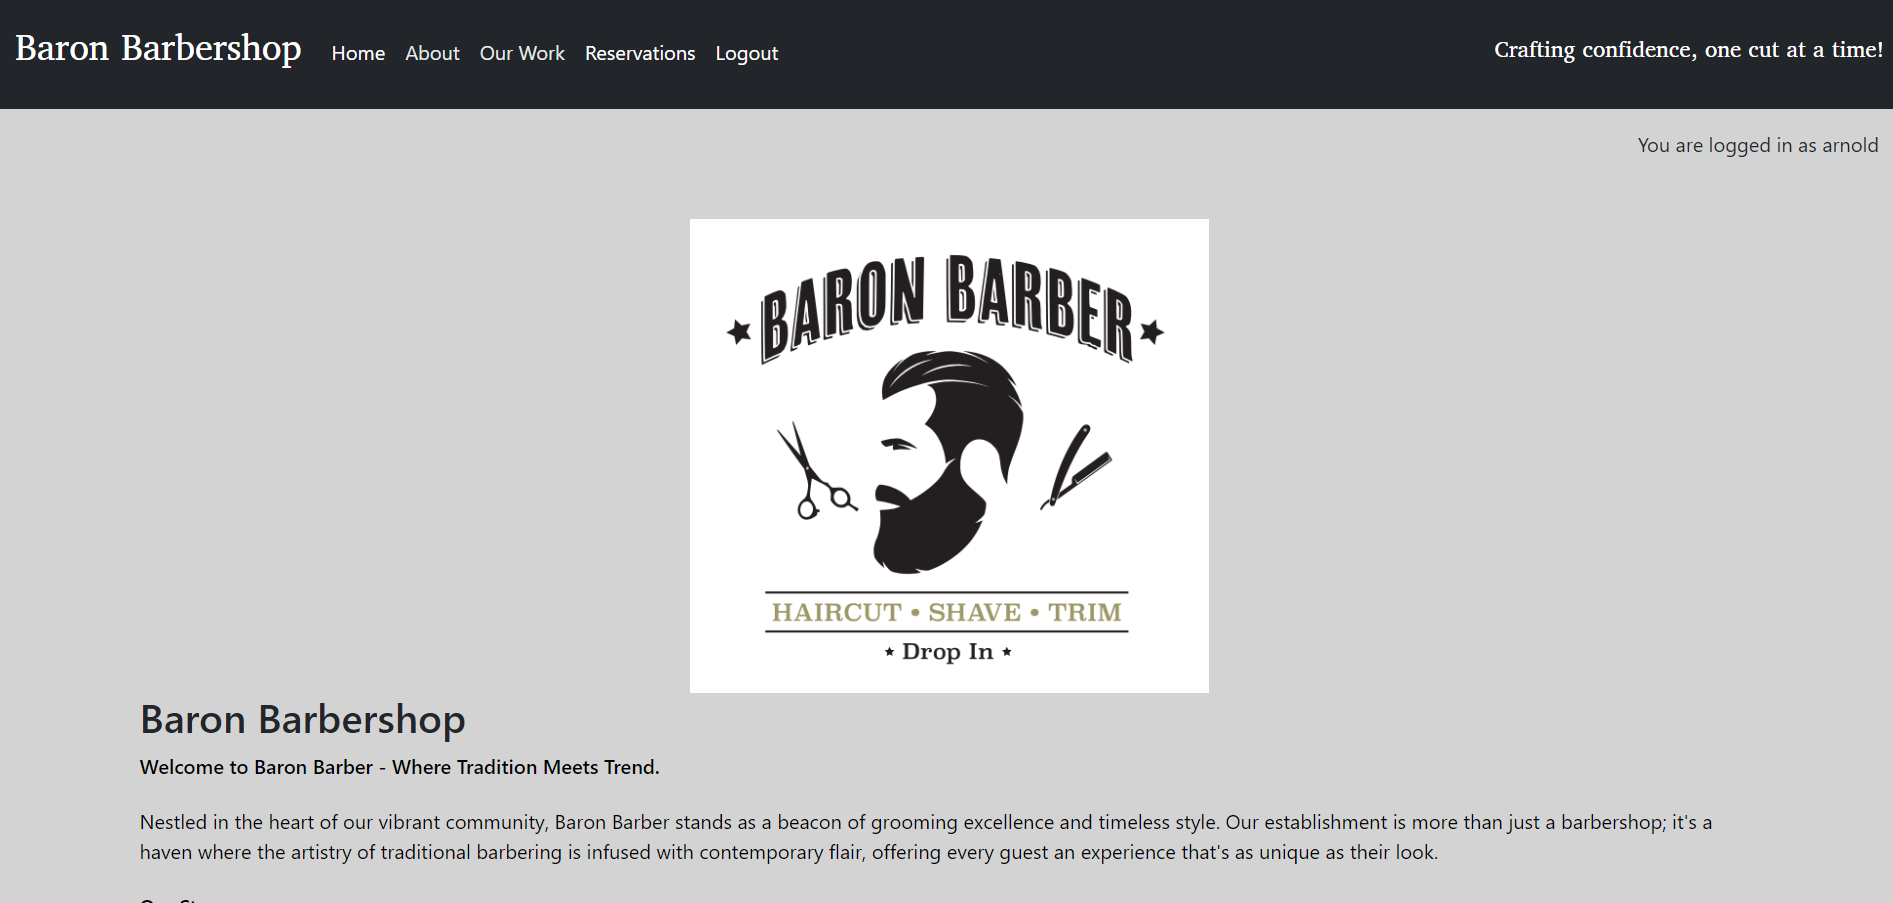 Baron Barbershop Home About Our Work Reservations Logout Crafting confidence, one cut at a time!
You are logged in as arnold
BARON BARBER
HAIRCUT • SHAVE • TRIM
Drop In
Baron Barbershop
Welcome to Baron Barber - Where Tradition Meets Trend.
Nestled in the heart of our vibrant community, Baron Barber stands as a beacon of grooming excellence and timeless style. Our establishment is more than just a barbershop; it's a
haven where the artistry of traditional barbering is infused with contemporary flair, offering every guest an experience that's as unique as their look.